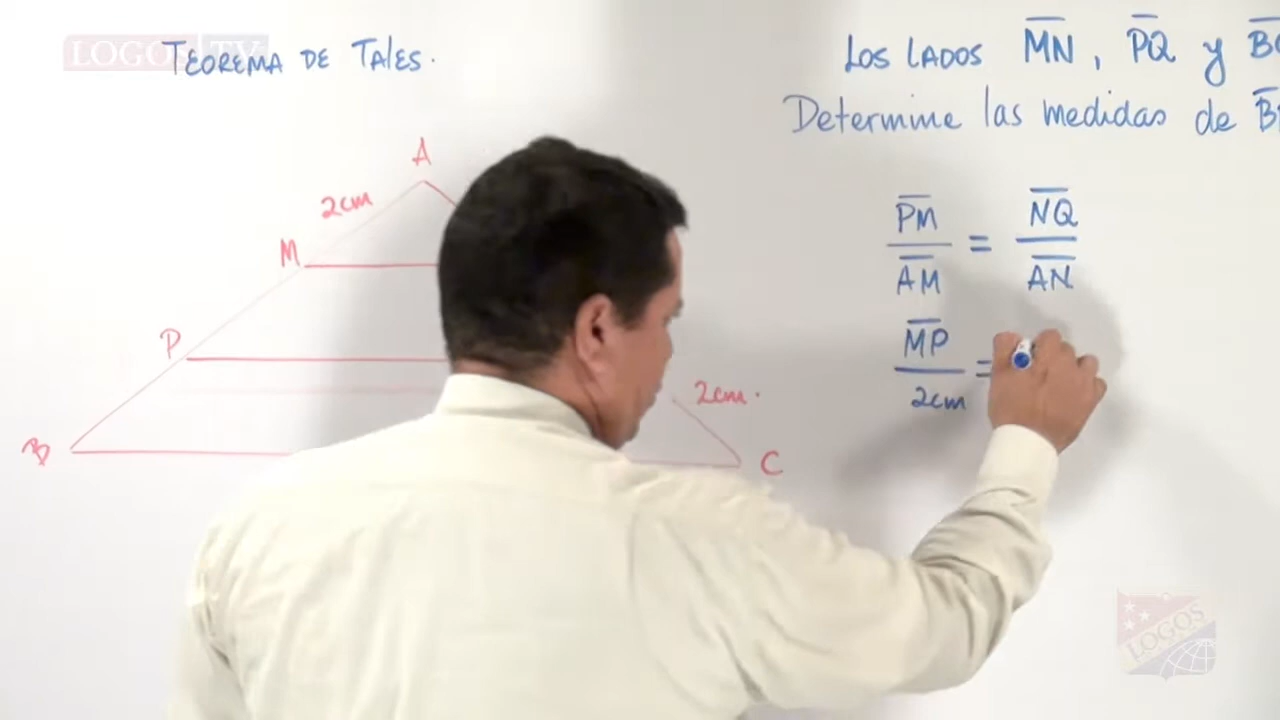 LOGOS TV
TEOREMA DE TALES.
LOS LADOS MN, PQ y
Determine las medidas de
A
2cm
M
P
B
2cm.
C
PM = NQ
AM AN
MP =
2cm
LOGOS